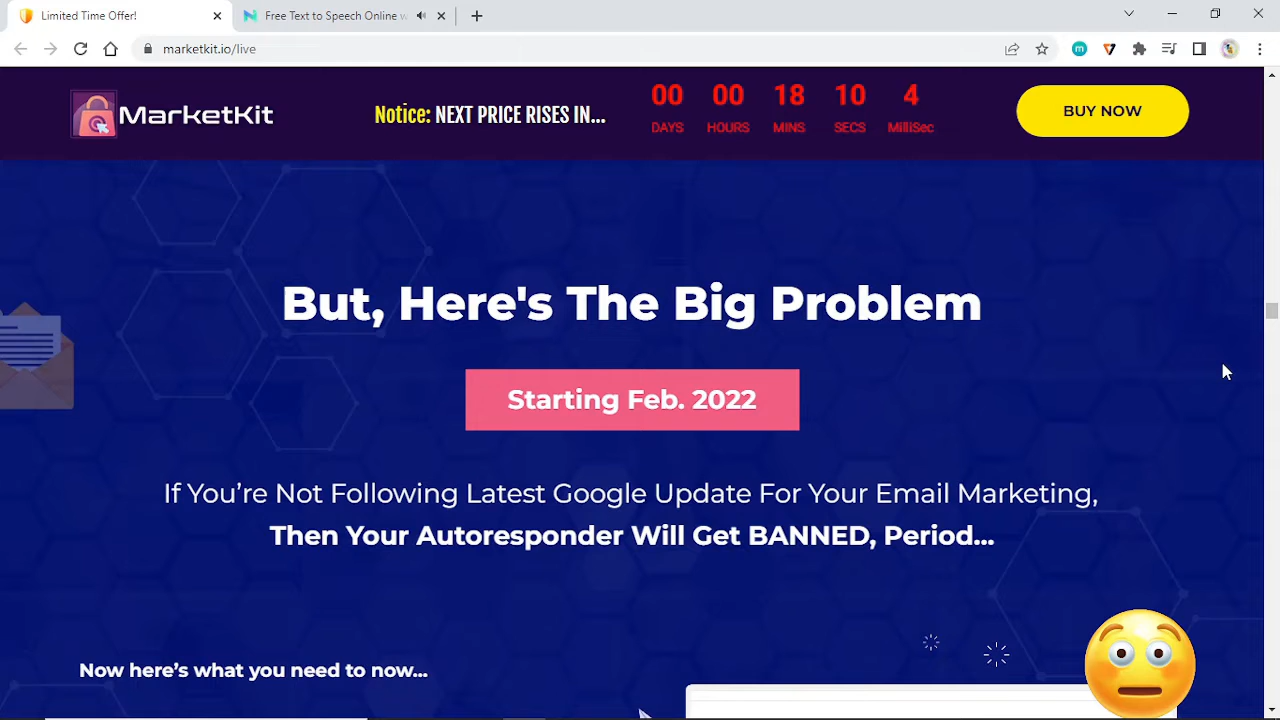 Limited Time Offer!
Free Text to Speech Online w
marketkit.io/live
MarketKit
Notice: NEXT PRICE RISES IN...
00 00 18 10 4
DAYS HOURS MINS SECS MilliSec
BUY NOW
But, Here's The Big Problem
Starting Feb. 2022
If You’re Not Following Latest Google Update For Your Email Marketing,
Then Your Autoresponder Will Get BANNED, Period...
Now here’s what you need to now...